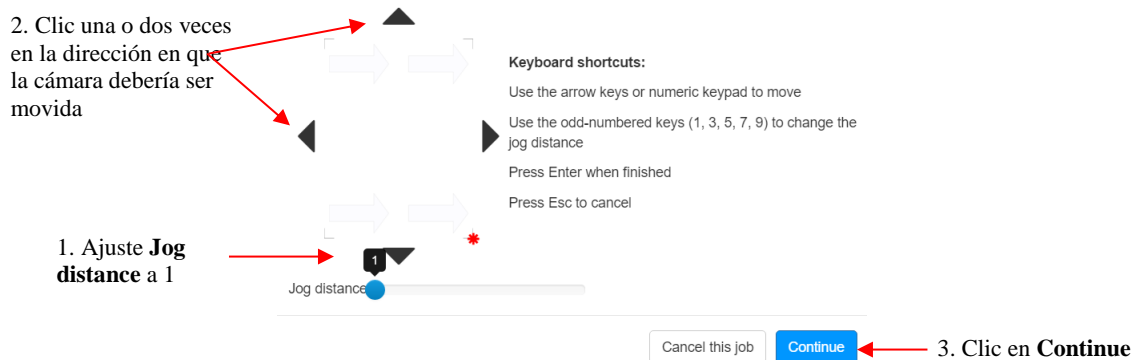 2. Clic una o dos veces
en la dirección en que
la cámara debería ser
movida
Keyboard shortcuts:
Use the arrow keys or numeric keypad to move
Use the odd-numbered keys (1, 3, 5, 7, 9) to change the
jog distance
Press Enter when finished
Press Esc to cancel
1. Ajuste Jog
distance a 1
1
Jog distance
Cancel this job
Continue
3. Clic en Continue